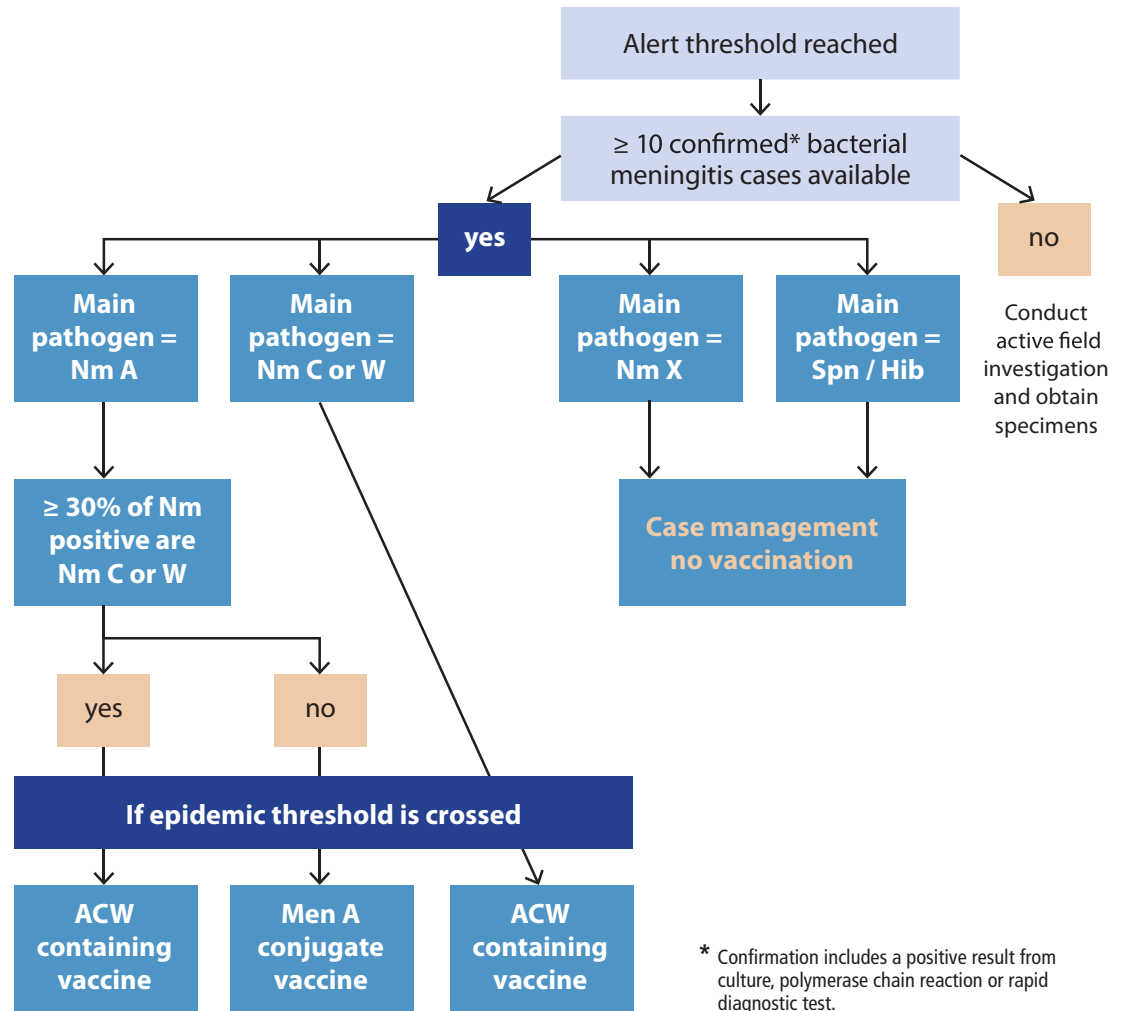 Alert threshold reached
≥ 10 confirmed* bacterial
meningitis cases available
yes
no
Main
pathogen =
Nm A
Main
pathogen =
Nm C or W
Main
pathogen =
Nm X
Main
pathogen =
Spn / Hib
Conduct
active field
investigation
and obtain
specimens
≥ 30% of Nm
positive are
Nm C or W
Case management
no vaccination
yes
no
If epidemic threshold is crossed
ACW
containing
vaccine
Men A
conjugate
vaccine
ACW
containing
vaccine
* Confirmation includes a positive result from
culture, polymerase chain reaction or rapid
diagnostic test.